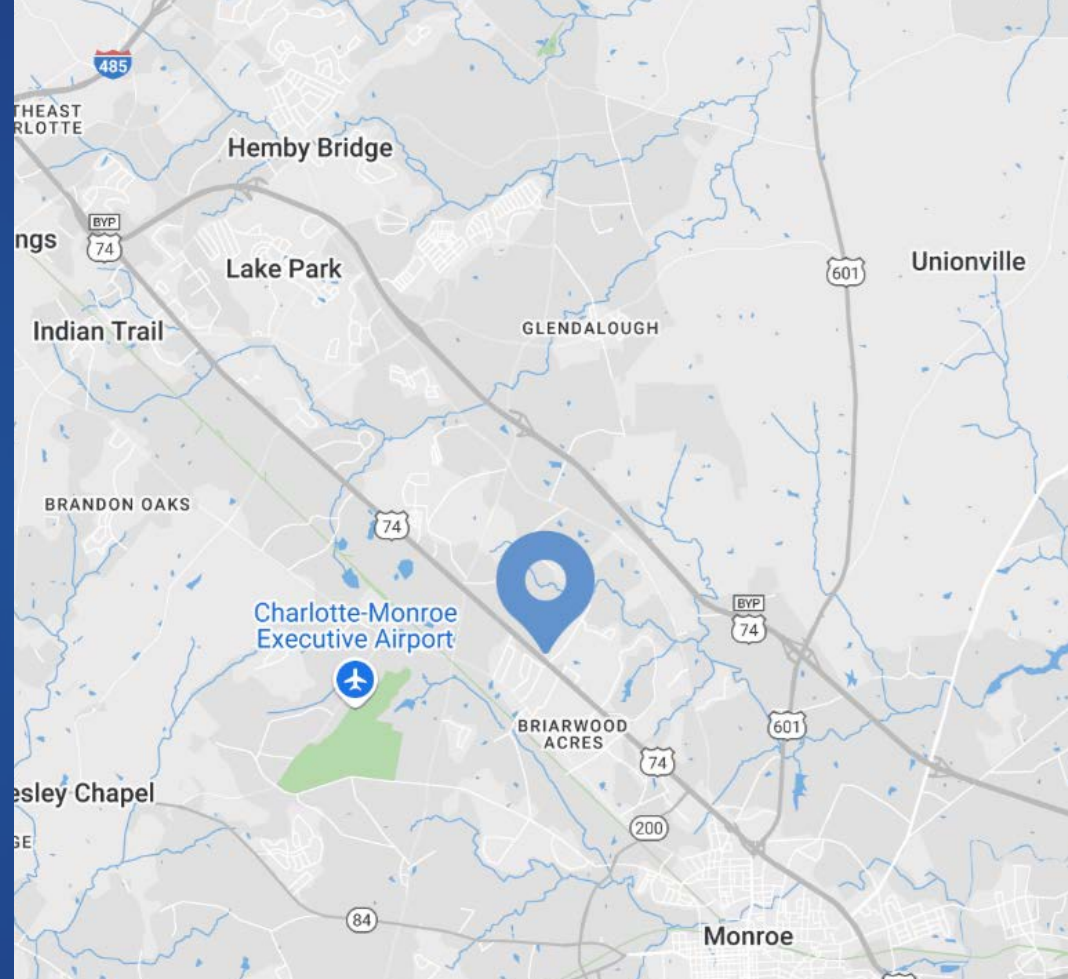 485
THEAST
RLOTTE
Hemby Bridge
BYP
74
ngs
Lake Park
601
Unionville
Indian Trail
GLENDALOUGH
BRANDON OAKS
74
Charlotte-Monroe
Executive Airport
BYP
74
BRIARWOOD
ACRES
601
74
esley Chapel
200
GE
84
Monroe